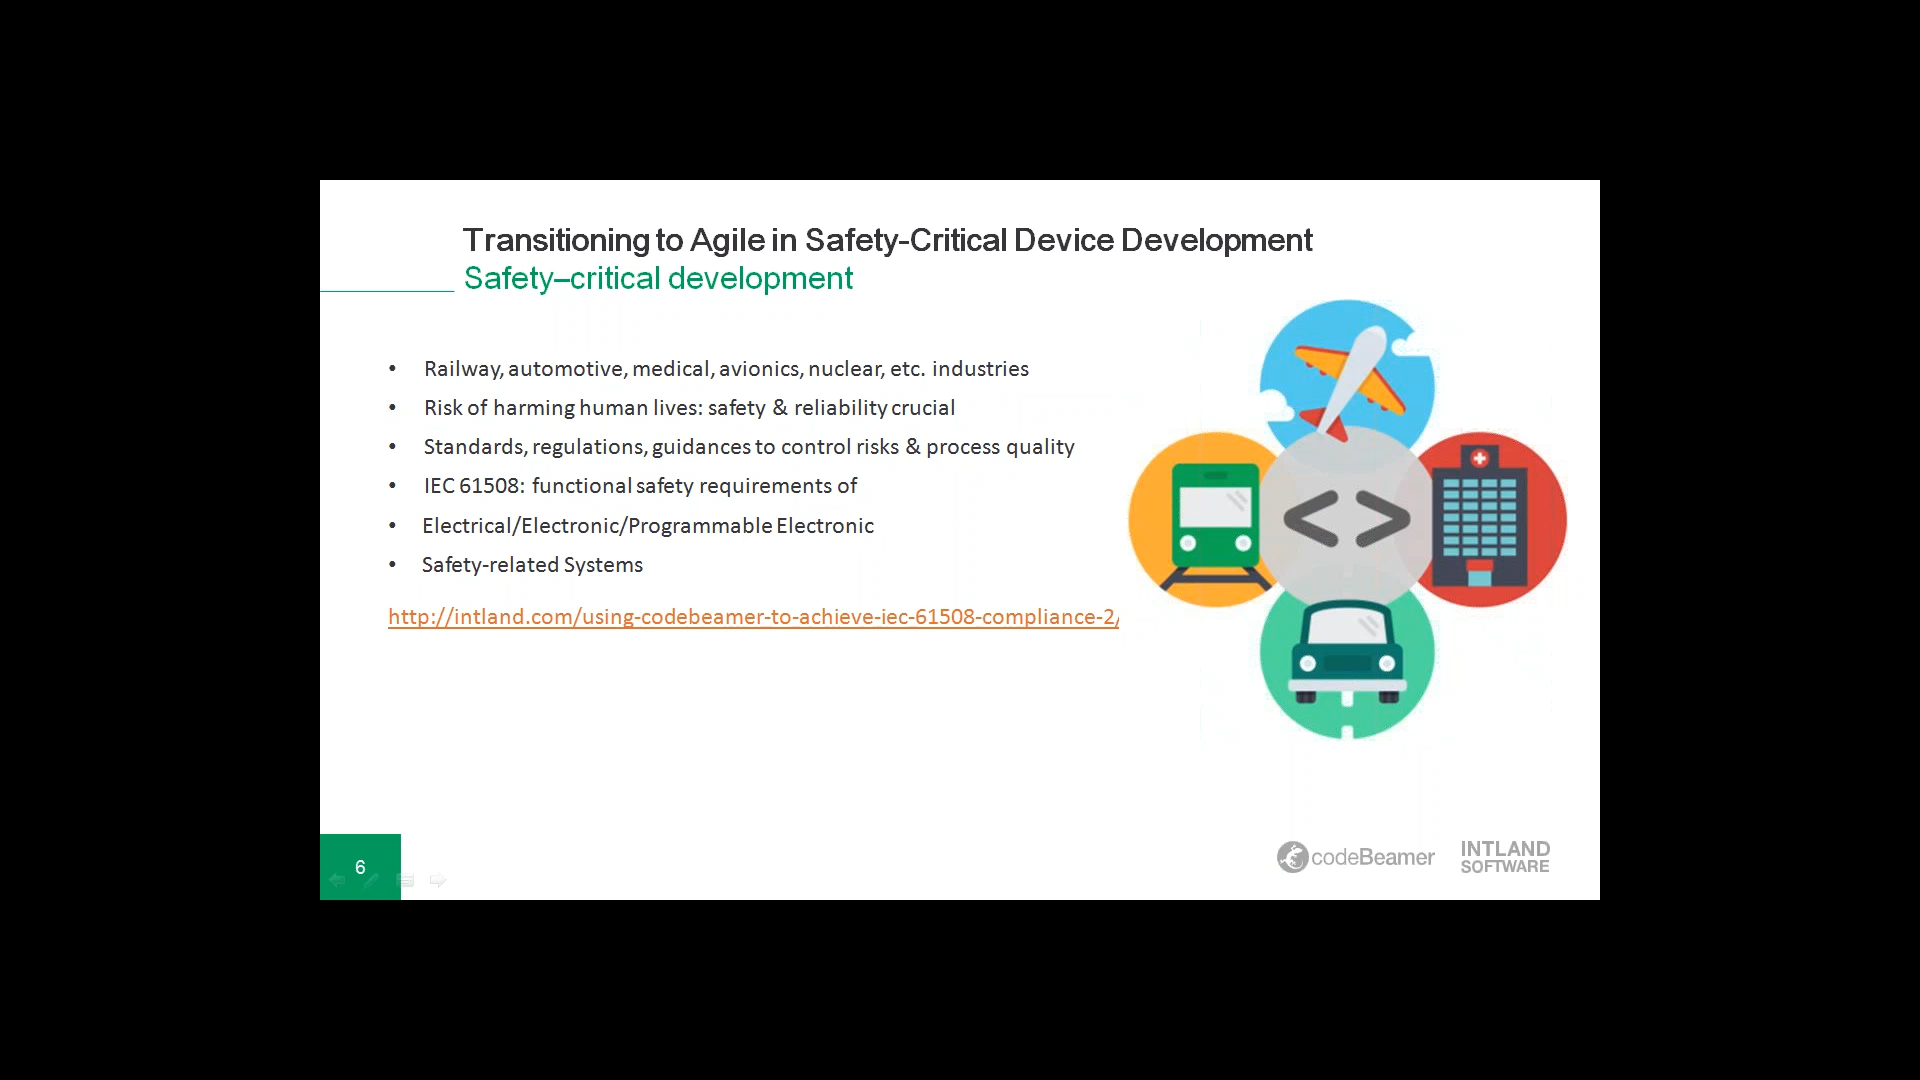 Transitioning to Agile in Safety-Critical Device Development
Safety–critical development
• Railway, automotive, medical, avionics, nuclear, etc. industries
• Risk of harming human lives: safety & reliability crucial
• Standards, regulations, guidances to control risks & process quality
• IEC 61508: functional safety requirements of
• Electrical/Electronic/Programmable Electronic
• Safety-related Systems
http://intland.com/using-codebeamer-to-achieve-iec-61508-compliance-2/
< >
6
codeBeamer
INTLAND
SOFTWARE